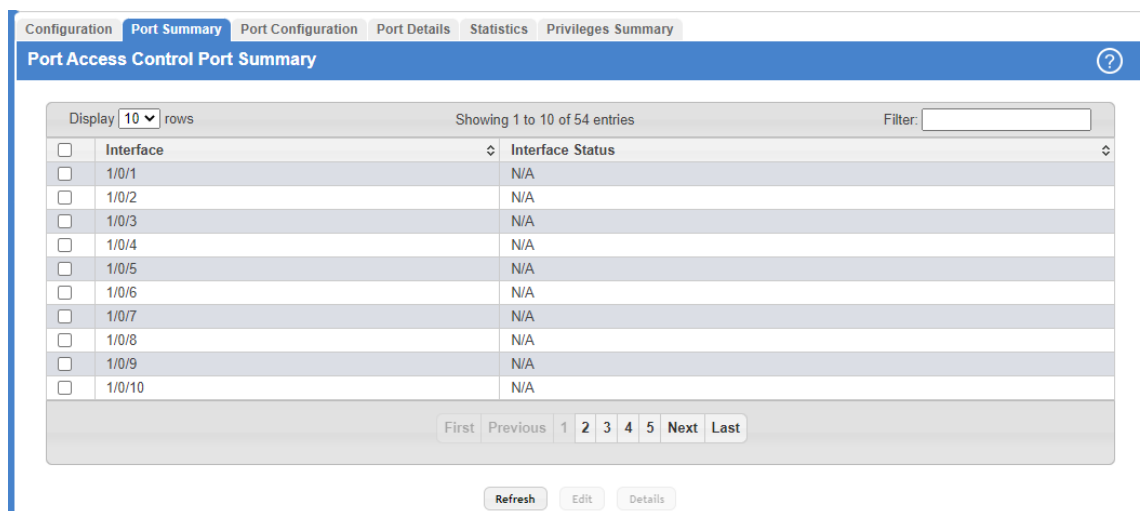 Configuration Port Summary Port Configuration Port Details Statistics Privileges Summary
Port Access Control Port Summary ?
Display 10 rows Showing 1 to 10 of 54 entries Filter:
Interface Interface Status
1/0/1 N/A
1/0/2 N/A
1/0/3 N/A
1/0/4 N/A
1/0/5 N/A
1/0/6 N/A
1/0/7 N/A
1/0/8 N/A
1/0/9 N/A
1/0/10 N/A
First Previous 1 2 3 4 5 Next Last
Refresh Edit Details